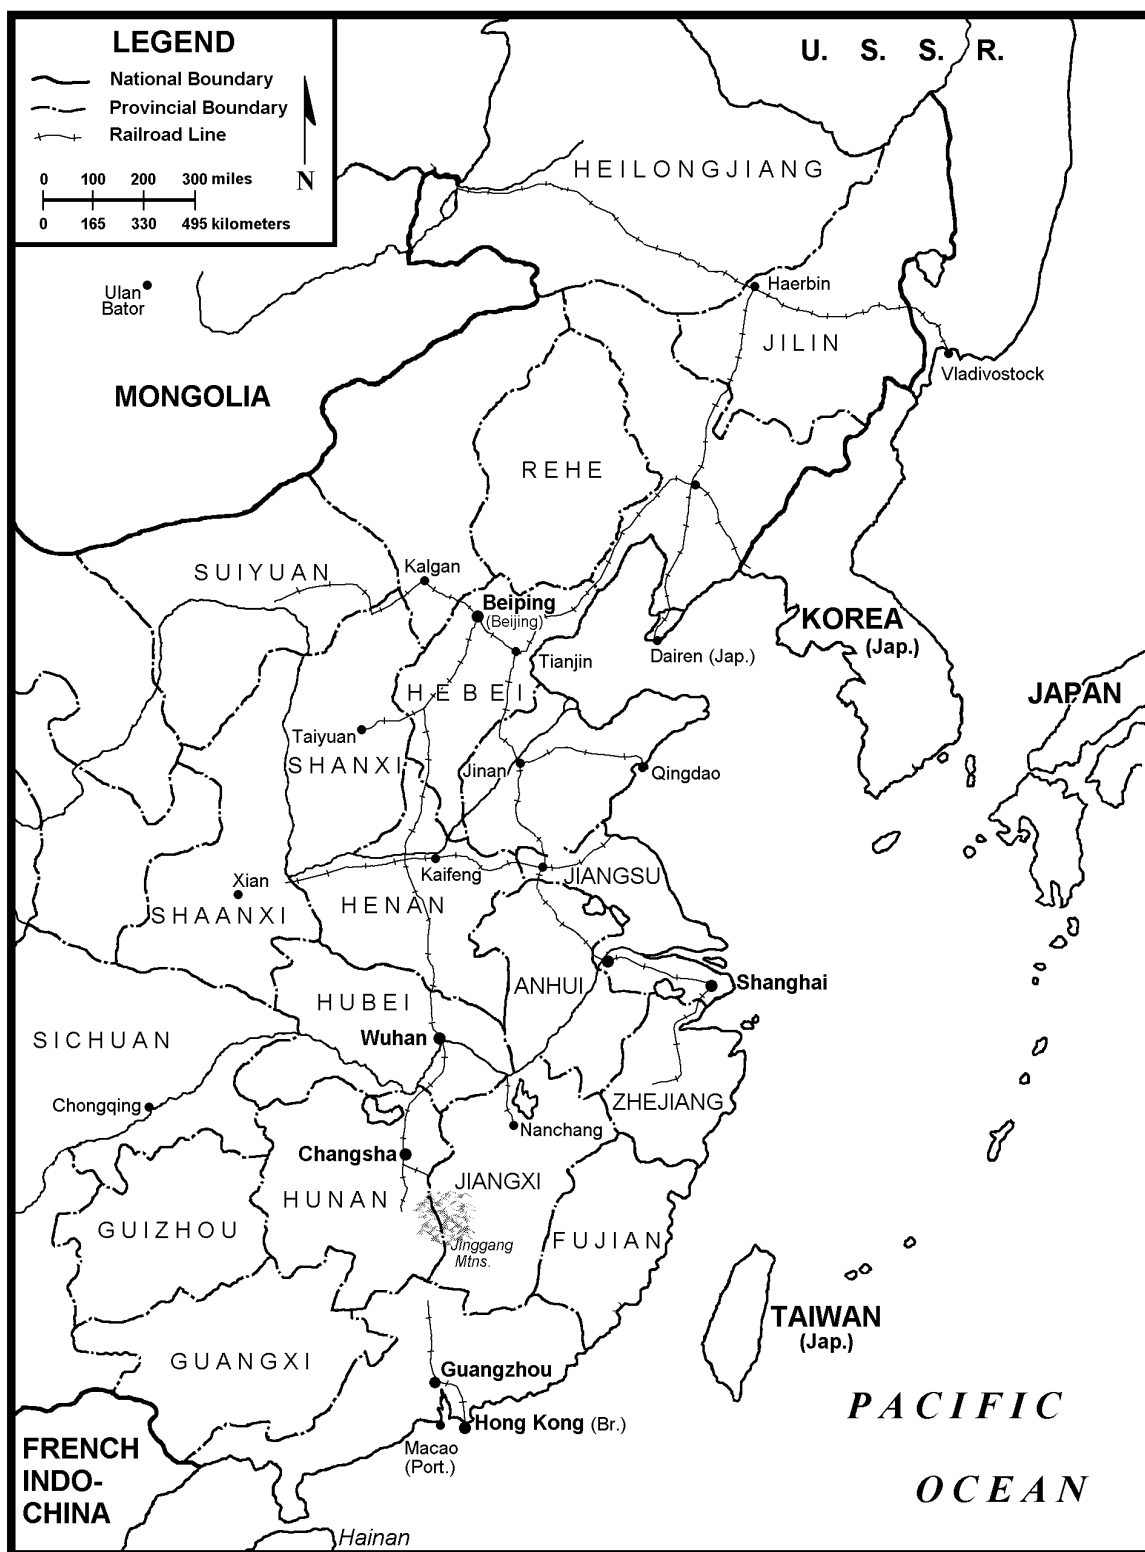 LEGEND
National Boundary
Provincial Boundary
Railroad Line
0 100 200 300 miles
0 165 330 495 kilometers
N
U. S. S. R.
HEILONGJIANG
Ulan
Bator
Haerbin
JILIN
Vladivostock
MONGOLIA
REHE
SUIYUAN
Kalgan
Beiping
(Beijing)
KOREA
(Jap.)
Tianjin
Dairen (Jap.)
HEBEI
JAPAN
Taiyuan
SHANXI
Jinan
Qingdao
Kaifeng
JIANGSU
Xian
SHAANXI
HENAN
ANHUI
Shanghai
HUBEI
Wuhan
SICHUAN
Chongqing
ZHEJIANG
Nanchang
Changsha
JIANGXI
HUNAN
GUIZHOU
Jinggang
Mtns.
FUJIAN
TAIWAN
(Jap.)
GUANGXI
Guangzhou
PACIFIC
OCEAN
Hong Kong (Br.)
Macao
(Port.)
FRENCH
INDO-
CHINA
Hainan